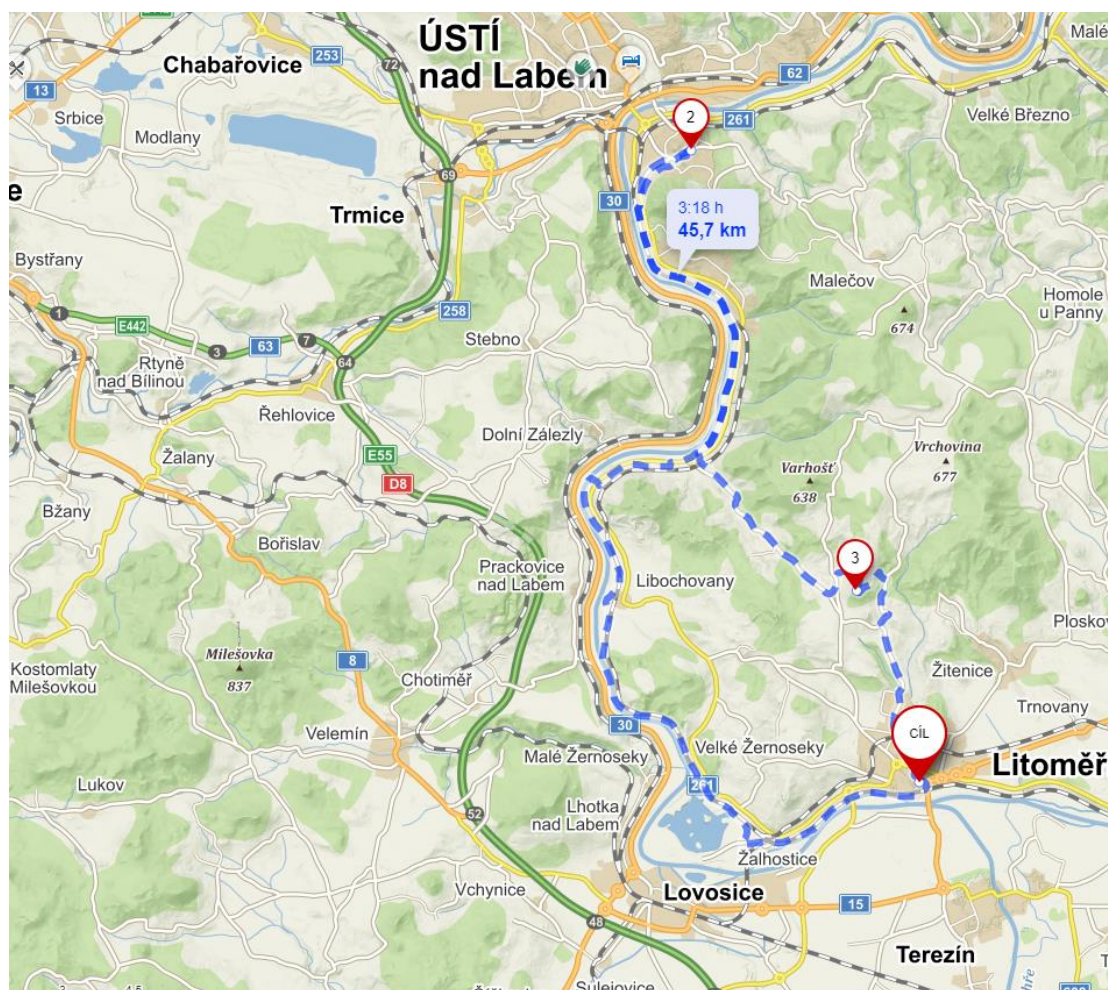 ÚSTÍ
nad Labem
Chabařovice
253
72
13
Srbice
Modlany
62
Malé
Velké Březno
2
261
69
30
Trmice
3:18 h
45,7 km
Bystřany
Malečov
Homole
u Panny
674
258
1
E442
3
63
7
64
Rtyně
nad Bílinou
Stebno
Řehlovice
Dolní Zálezly
E55
D8
Žalany
Vrchovina
677
Varhošť
638
Bžany
Bořislav
3
Prackovice
nad Labem
Libochovany
Ploskov
Kostomlaty
Milešovkou
Milešovka
837
8
Chotiměř
Žitenice
Trnovany
Velemín
30
CÍL
Malé Žernoseky
Velké Žernoseky
Litoměř
Lukov
261
52
Lhotka
nad Labem
Žalhostice
Vchynice
Lovosice
15
48
Terezín
Sulejovice